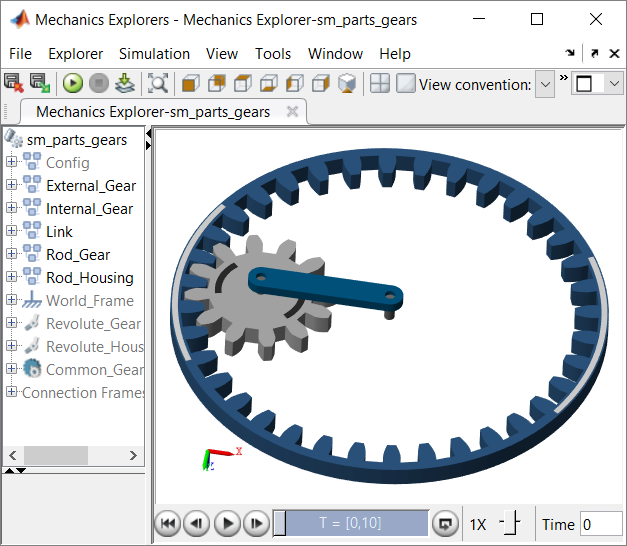 Mechanics Explorers - Mechanics Explorer-sm_parts_gears
File Explorer Simulation View Tools Window Help
View convention:
Mechanics Explorer-sm_parts_gears
sm_parts_gears
Config
External_Gear
Internal_Gear
Link
Rod_Gear
Rod_Housing
World_Frame
Revolute_Gear
Revolute_Hous
Common_Gear
Connection Frames
x
T = [0,10]
1X
Time 0